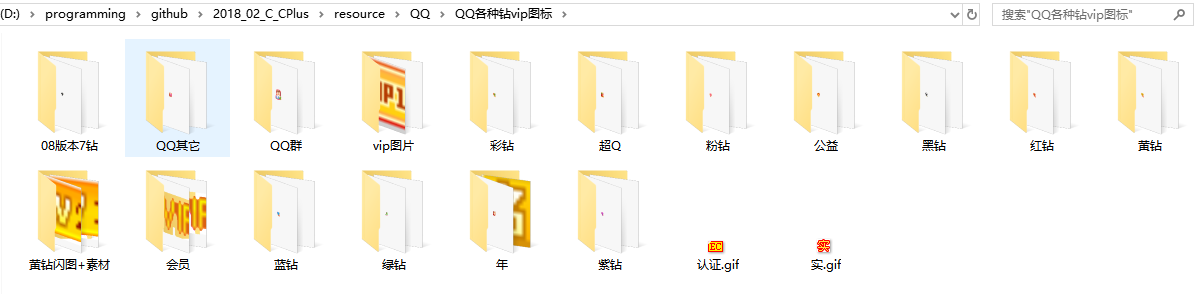 (D:) > programming > github > 2018_02_C_CPlus > resource > QQ > QQ各种钻vip图标 >
搜索"QQ各种钻vip图标"
08版本7钻
QQ其它
QQ群
vip图片
彩钻
超Q
粉钻
公益
黑钻
红钻
黄钻
黄钻闪图+素材
会员
蓝钻
绿钻
年
紫钻
认证.gif
实.gif